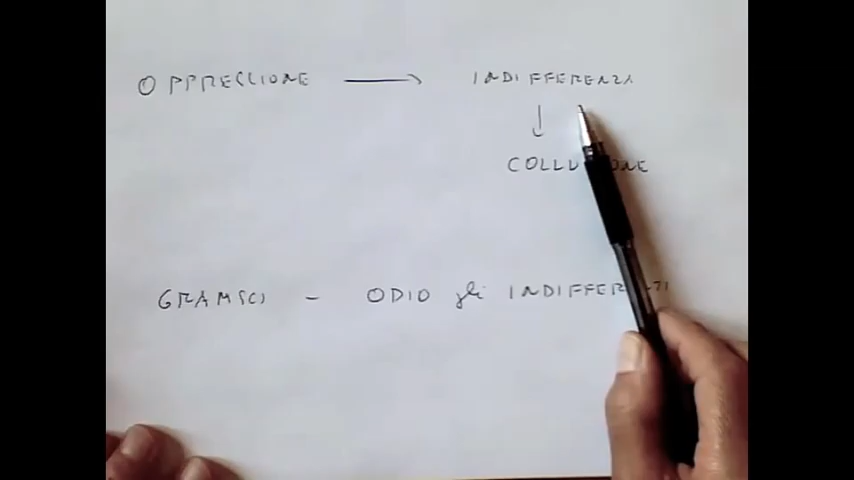 OPPRESSIONE → INDIFFERENZA
↓
GRAMSCI - ODIO gli